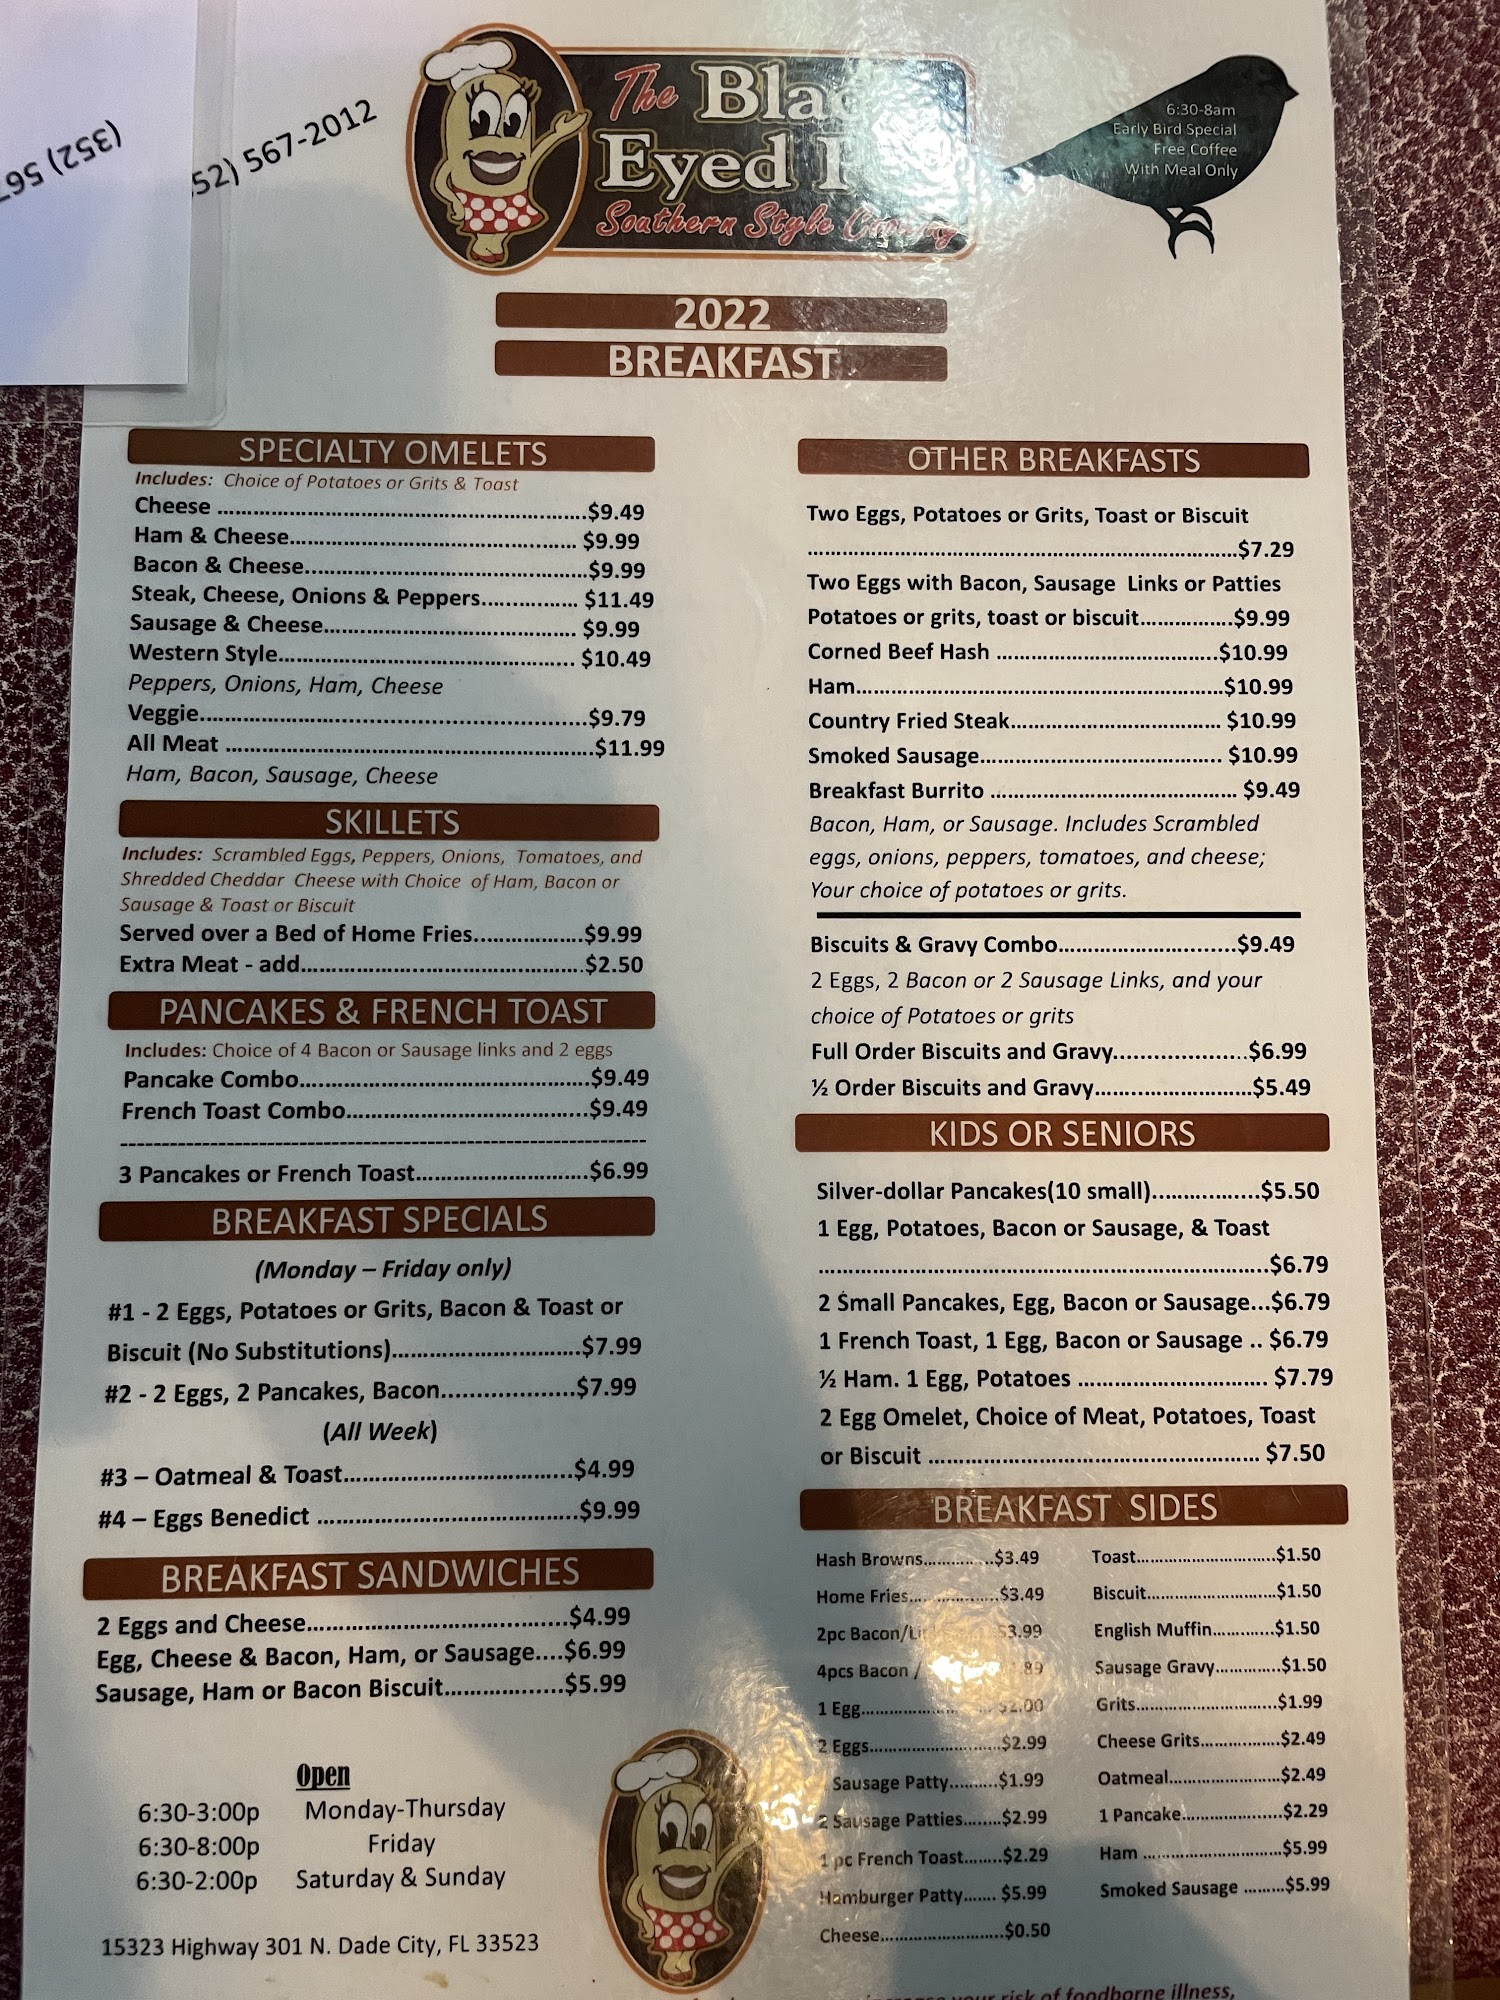 (352) 56
52) 567-2012
The Bla
Eyed
Southern Style
6:30-8am
Early Bird Special
Free Coffee
With Meal Only
2022
BREAKFAST
SPECIALTY OMELETS
Includes: Choice of Potatoes or Grits & Toast
Cheese ........ $9.49
Ham & Cheese........ $9.99
Bacon & Cheese........$9.99
Steak, Cheese, Onions & Peppers........ $11.49
Sausage & Cheese........ $9.99
Western Style........ $10.49
Peppers, Onions, Ham, Cheese
Veggie........$9.79
All Meat ........$11.99
Ham, Bacon, Sausage, Cheese
SKILLETS
Includes: Scrambled Eggs, Peppers, Onions, Tomatoes, and
Shredded Cheddar Cheese with Choice of Ham, Bacon or
Sausage & Toast or Biscuit
Served over a Bed of Home Fries........$9.99
Extra Meat - add........$2.50
PANCAKES & FRENCH TOAST
Includes: Choice of 4 Bacon or Sausage links and 2 eggs
Pancake Combo........$9.49
French Toast Combo........$9.49
3 Pancakes or French Toast........$6.99
BREAKFAST SPECIALS
(Monday – Friday only)
#1 - 2 Eggs, Potatoes or Grits, Bacon & Toast or
Biscuit (No Substitutions)........$7.99
#2 - 2 Eggs, 2 Pancakes, Bacon........$7.99
(All Week)
#3 – Oatmeal & Toast........$4.99
#4 – Eggs Benedict ........$9.99
BREAKFAST SANDWICHES
2 Eggs and Cheese........$4.99
Egg, Cheese & Bacon, Ham, or Sausage....$6.99
Sausage, Ham or Bacon Biscuit........$5.99
Open
6:30-3:00p Monday-Thursday
6:30-8:00p Friday
6:30-2:00p Saturday & Sunday
15323 Highway 301 N. Dade City, FL 33523
OTHER BREAKFASTS
Two Eggs, Potatoes or Grits, Toast or Biscuit
........$7.29
Two Eggs with Bacon, Sausage Links or Patties
Potatoes or grits, toast or biscuit........$9.99
Corned Beef Hash ........$10.99
Ham........$10.99
Country Fried Steak........ $10.99
Smoked Sausage........ $10.99
Breakfast Burrito ........ $9.49
Bacon, Ham, or Sausage. Includes Scrambled
eggs, onions, peppers, tomatoes, and cheese;
Your choice of potatoes or grits.
Biscuits & Gravy Combo........$9.49
2 Eggs, 2 Bacon or 2 Sausage Links, and your
choice of Potatoes or grits
Full Order Biscuits and Gravy........$6.99
½ Order Biscuits and Gravy........$5.49
KIDS OR SENIORS
Silver-dollar Pancakes(10 small)........$5.50
1 Egg, Potatoes, Bacon or Sausage, & Toast
........$6.79
2 Small Pancakes, Egg, Bacon or Sausage...$6.79
1 French Toast, 1 Egg, Bacon or Sausage .. $6.79
½ Ham. 1 Egg, Potatoes ........ $7.79
2 Egg Omelet, Choice of Meat, Potatoes, Toast
or Biscuit ........ $7.50
BREAKFAST SIDES
Hash Browns........$3.49
Home Fries........$3.49
2pc Bacon/ $3.99
4pcs Bacon / 89
1 Egg........$2.00
2 Eggs........$2.99
Sausage Patty........$1.99
2 Sausage Patties........$2.99
1 pc French Toast........$2.29
Hamburger Patty....... $5.99
Cheese........$0.50
Toast........$1.50
Biscuit........$1.50
English Muffin........$1.50
Sausage Gravy........$1.50
Grits........$1.99
Cheese Grits........$2.49
Oatmeal........$2.49
1 Pancake........$2.29
Ham ........$5.99
Smoked Sausage ........$5.99
your risk of foodborne illness,